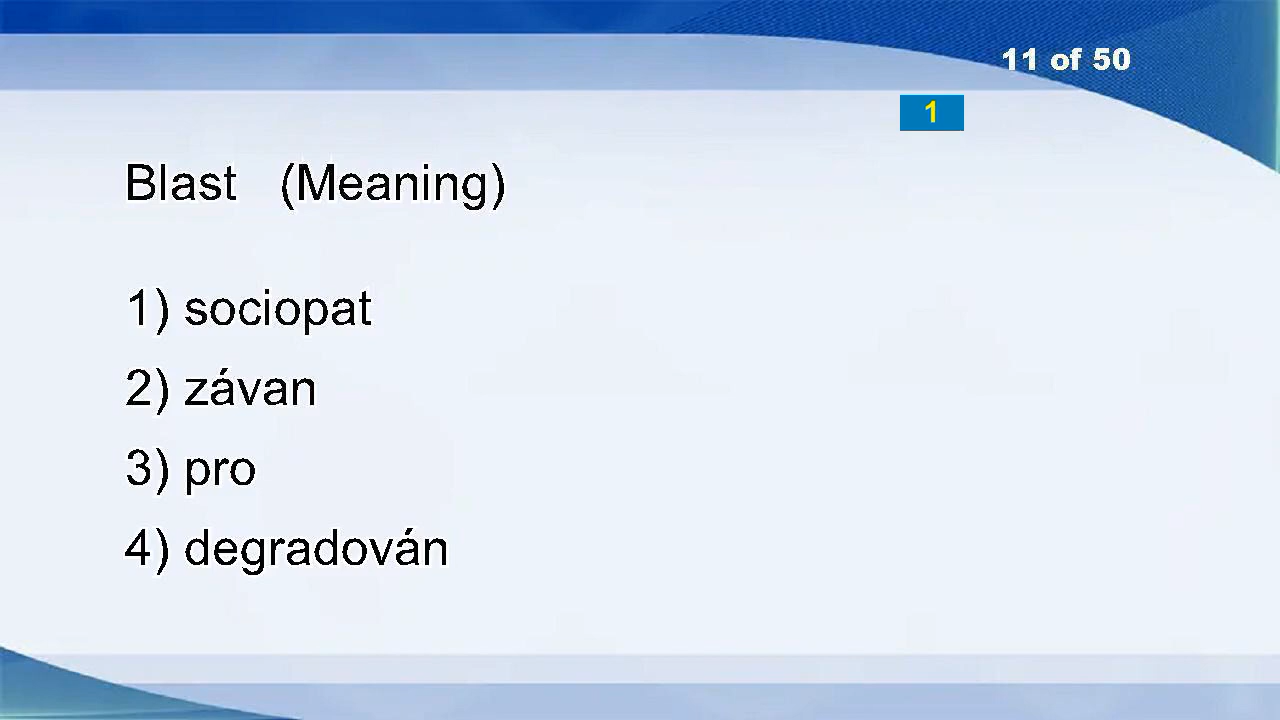 11 of 50
1
Blast (Meaning)
1) sociopat
2) závan
3) pro
4) degradován